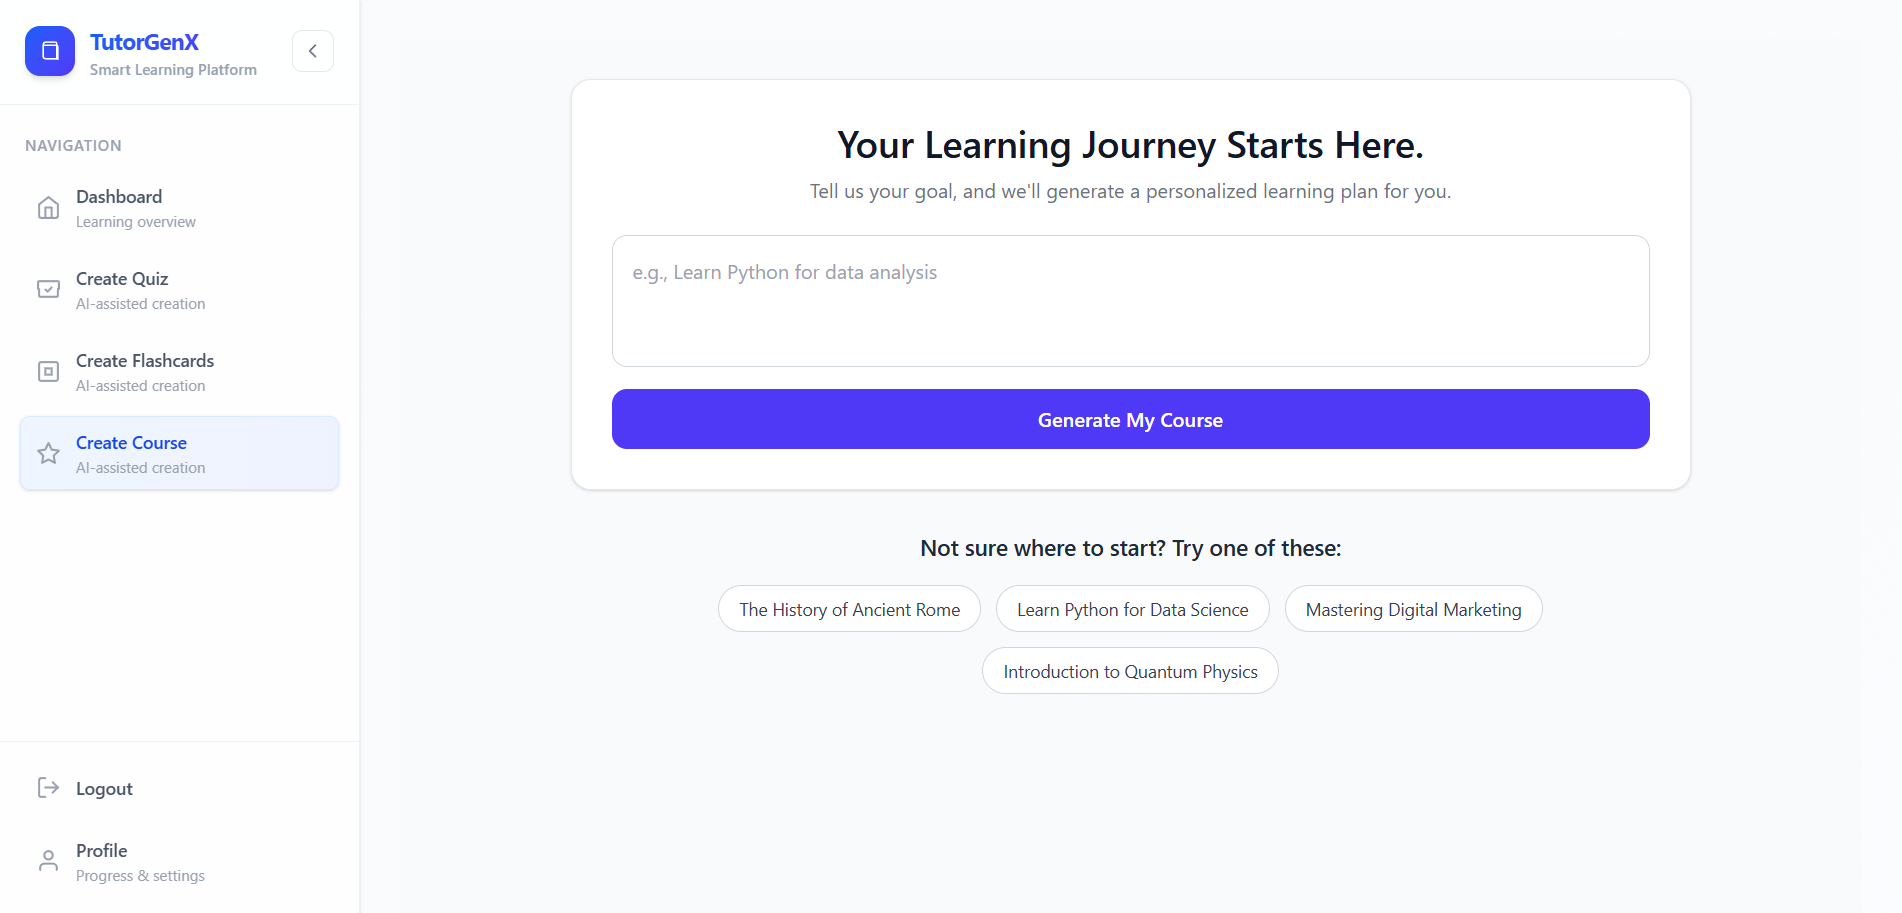 TutorGenX
Smart Learning Platform
NAVIGATION
Dashboard
Learning overview
Create Quiz
AI-assisted creation
Create Flashcards
AI-assisted creation
Create Course
AI-assisted creation
Logout
Profile
Progress & settings
Your Learning Journey Starts Here.
Tell us your goal, and we'll generate a personalized learning plan for you.
e.g., Learn Python for data analysis
Generate My Course
Not sure where to start? Try one of these:
The History of Ancient Rome
Learn Python for Data Science
Mastering Digital Marketing
Introduction to Quantum Physics